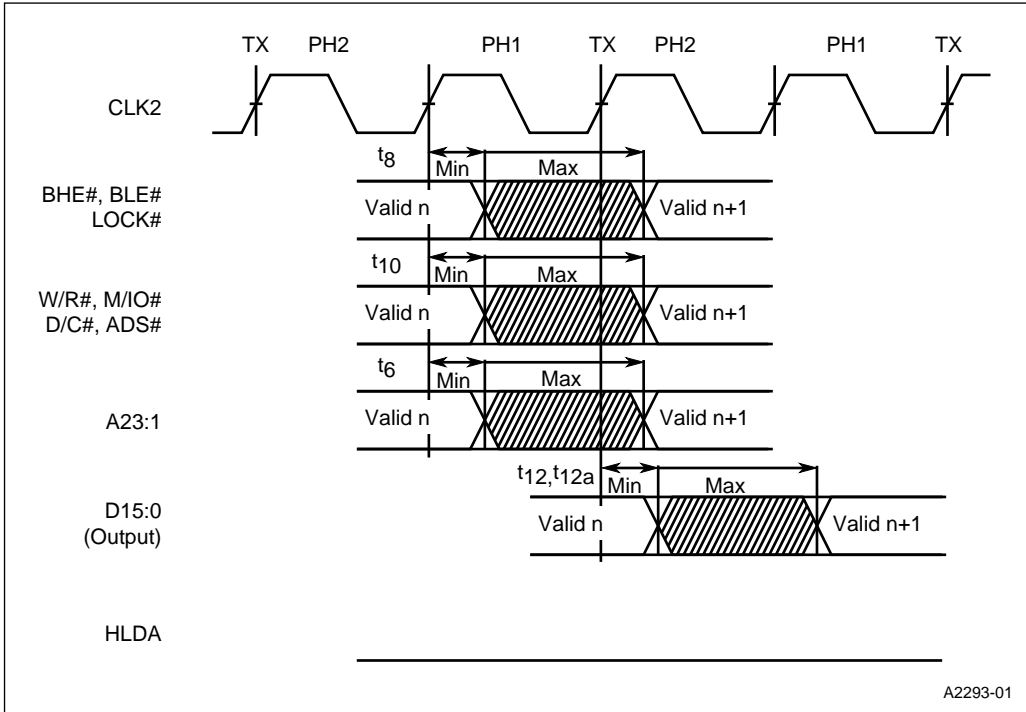 TX PH2 PH1 TX PH2 PH1 TX
CLK2
t8
Min Max
BHE#, BLE#
LOCK#
Valid n Valid n+1
t10
Min Max
W/R#, M/IO#
D/C#, ADS#
Valid n Valid n+1
t6
Min Max
A23:1
Valid n Valid n+1
t12,t12a
Min Max
D15:0
(Output)
Valid n Valid n+1
HLDA
A2293-01